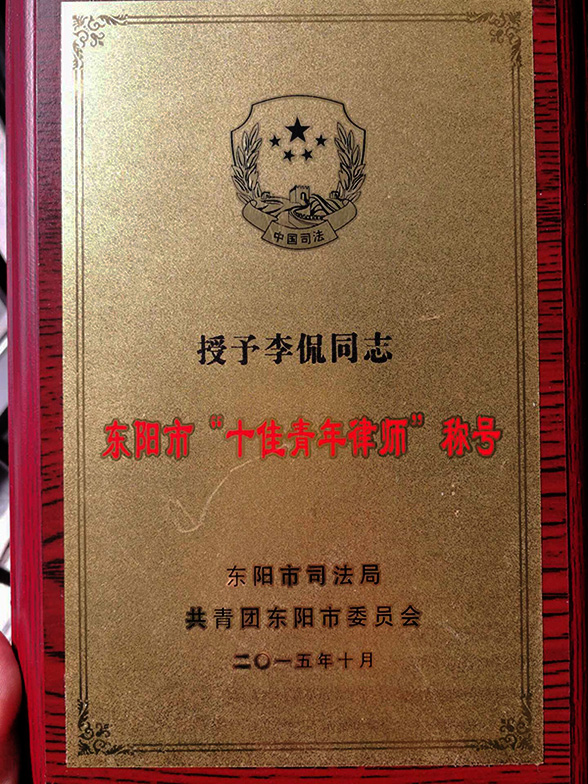 中国司法
授予李侃同志
东阳市“十佳青年律师”称号
东阳市司法局
共青团东阳市委员会
二〇一五年十月